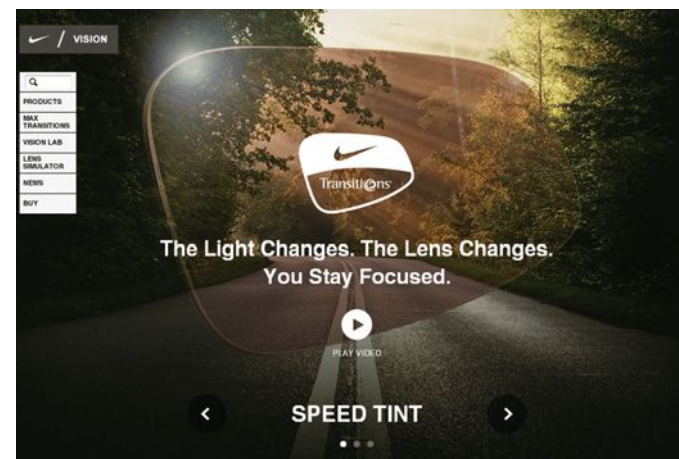 / VISION
PRODUCTS
MAX
TRANSITIONS
VISION LAB
LENS
SIMULATOR
NEWS
BUY
Transitions
The Light Changes. The Lens Changes.
You Stay Focused.
PLAY VIDEO
SPEED TINT